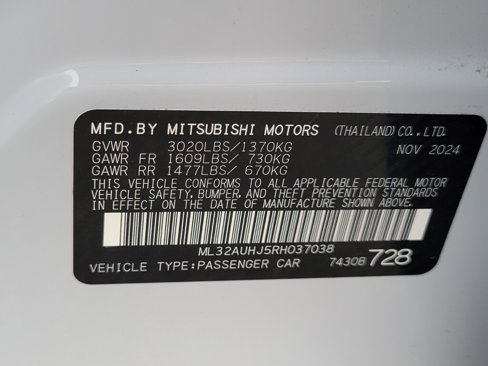 MFD.BY MITSUBISHI MOTORS (THAILAND)CO.,LTD.
GVWR 3020LBS/1370KG NOV 2024
GAWR FR 1609LBS/ 730KG
GAWR RR 1477LBS/ 670KG
THIS VEHICLE CONFORMS TO ALL APPLICABLE FEDERAL MOTOR
VEHICLE SAFETY, BUMPER, AND THEFT PREVENTION STANDARDS
IN EFFECT ON THE DATE OF MANUFACTURE SHOWN ABOVE.
ML32AUHJ5RH037038
VEHICLE TYPE:PASSENGER CAR 7430B 728